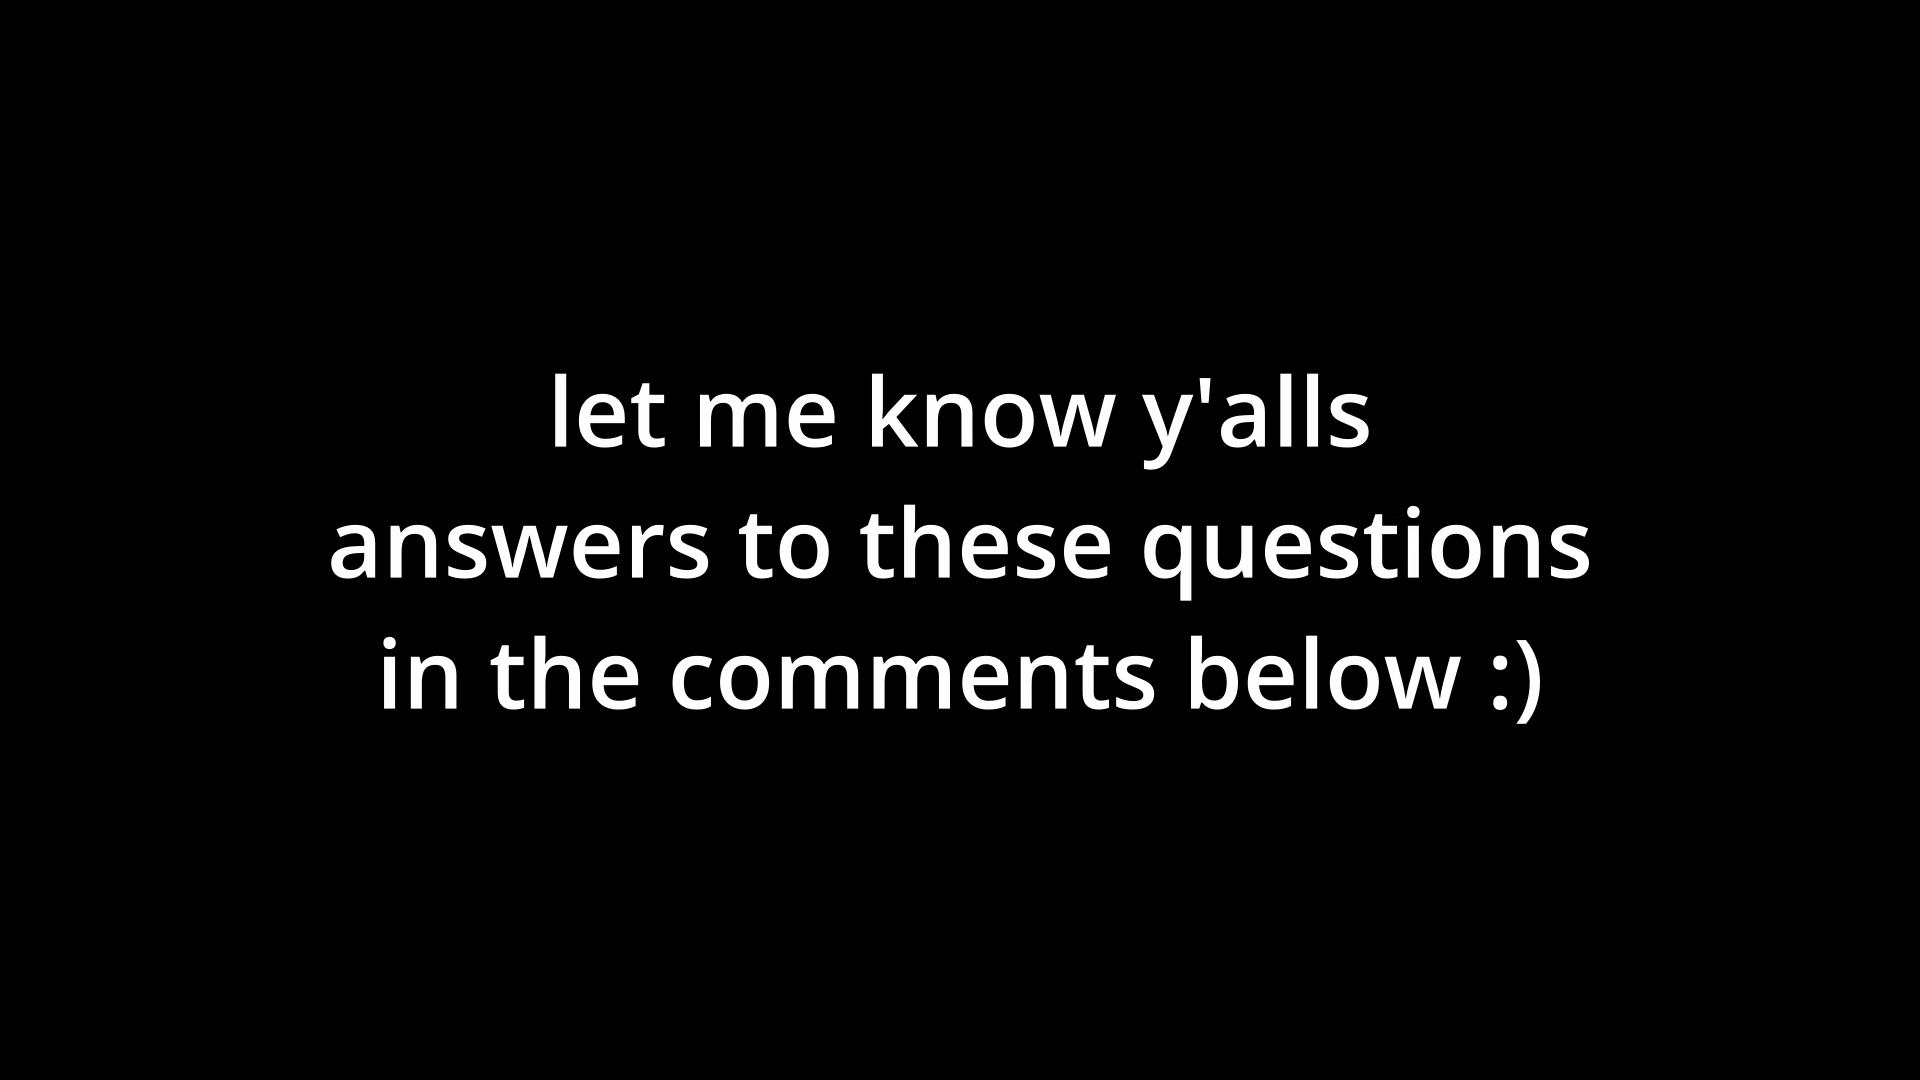 let me know y'alls
answers to these questions
in the comments below :)